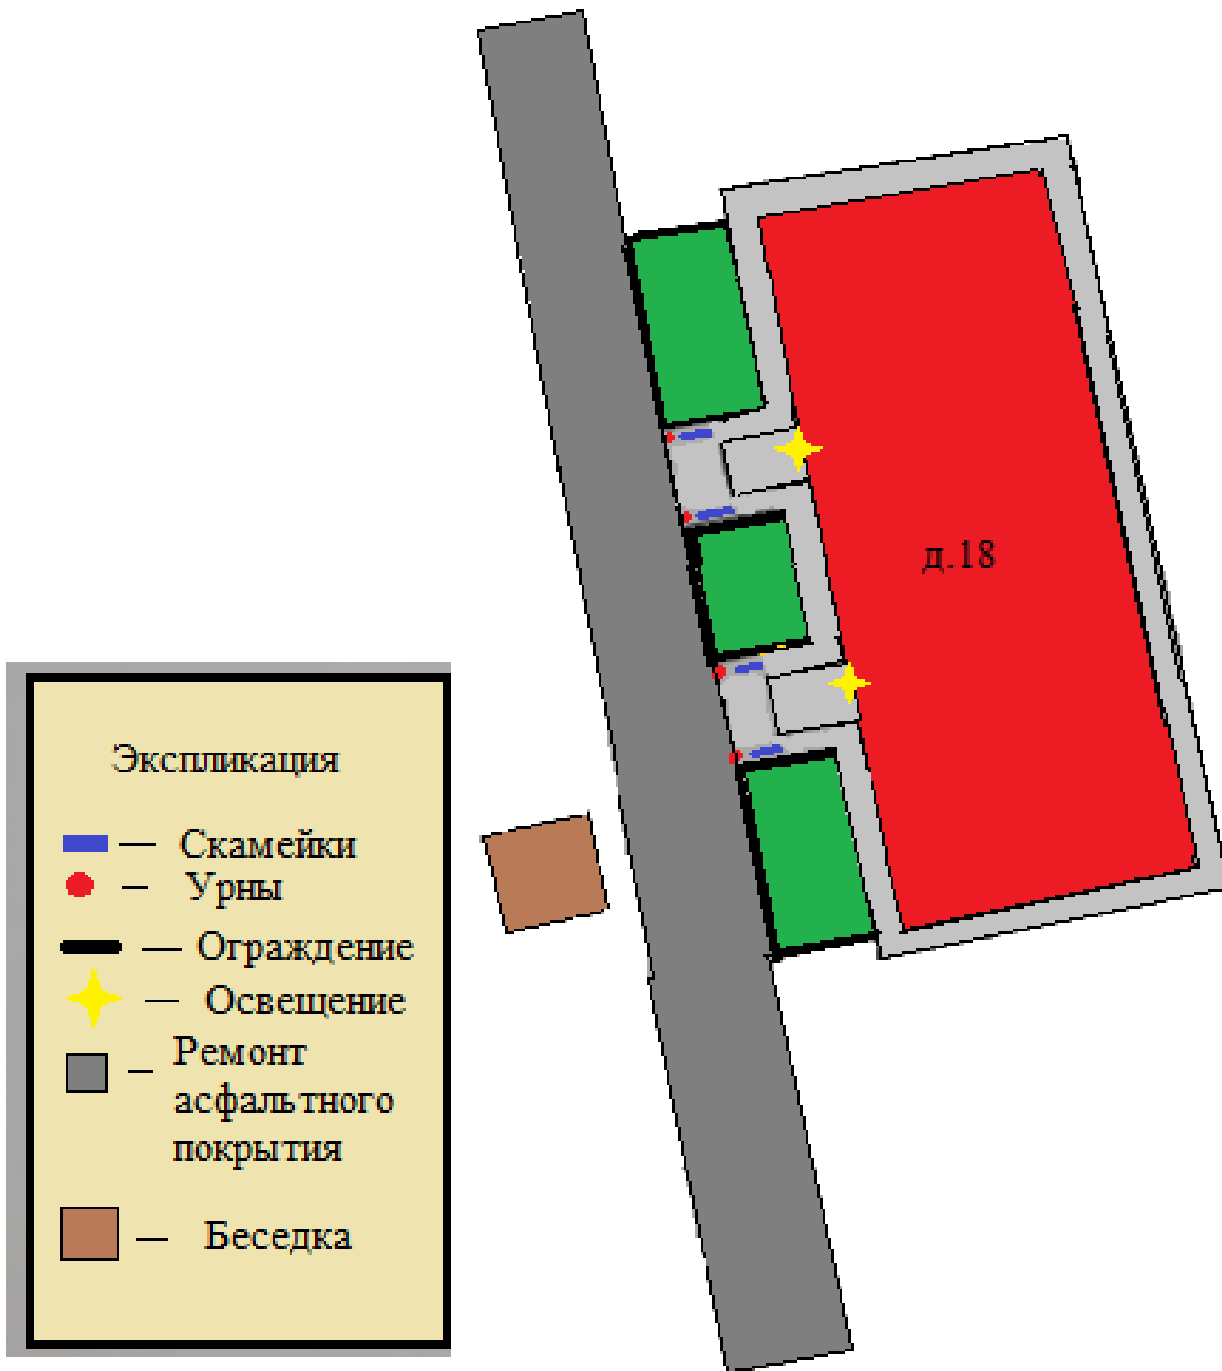 д.18
Экспликация
— Скамейки
– Урны
— Ограждение
— Освещение
– Ремонт
асфальтного
покрытия
— Беседка